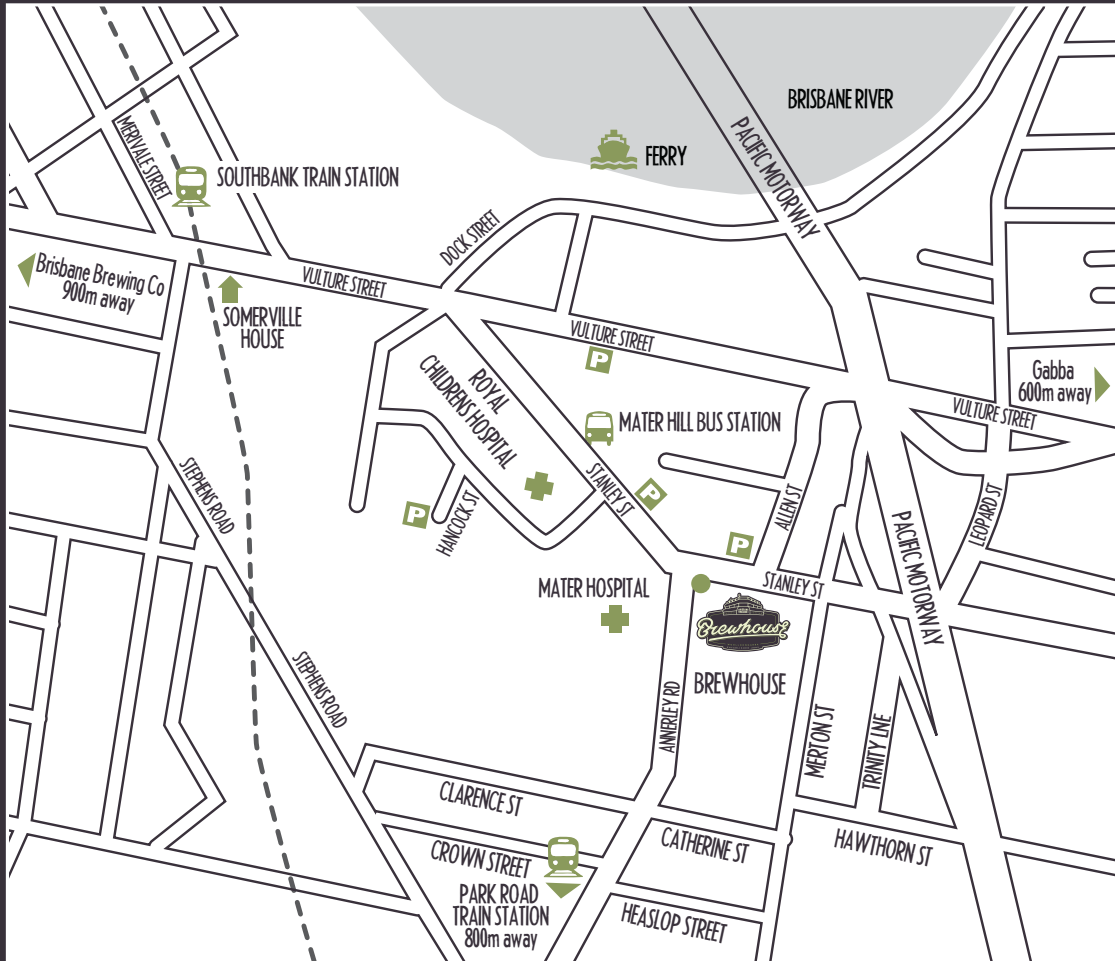 BRISBANE RIVER
PACIFIC MOTORWAY
FERRY
MERIVALE STREET
SOUTHBANK TRAIN STATION
DOCK STREET
Brisbane Brewing Co
900m away
VULTURE STREET
SOMERVILLE
HOUSE
VULTURE STREET
P
ROYAL
CHILDRENS HOSPITAL
Gabba
600m away
VULTURE STREET
MATER HILL BUS STATION
STANLEY ST
P
STEPHENS ROAD
P
HANCOCK ST
ALLEN ST
LEOPARD ST
P
PACIFIC MOTORWAY
STANLEY ST
MATER HOSPITAL
Brewhouse
BREWHOUSE
STEPHENS ROAD
ANNERLEY RD
MERTON ST
TRINITY LNE
CLARENCE ST
CATHERINE ST
HAWTHORN ST
CROWN STREET
PARK ROAD
TRAIN STATION
800m away
HEASLOP STREET